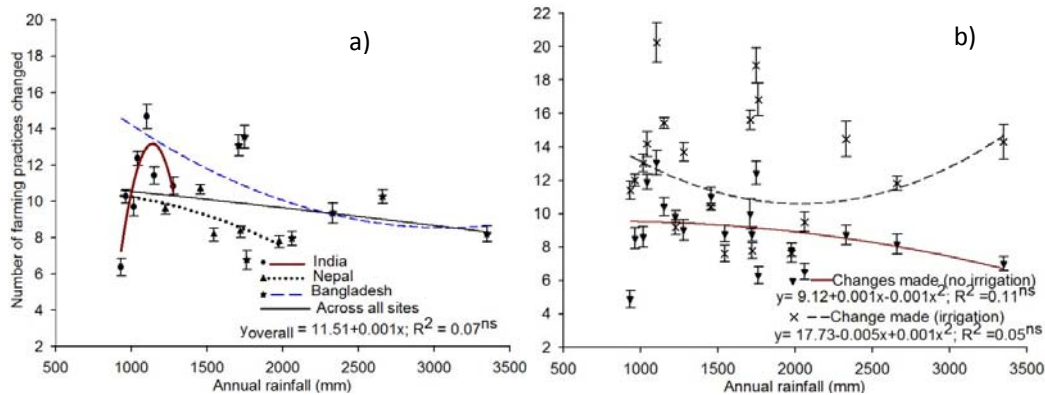 a)
Number of farming practices changed
20
18
16
14
12
10
8
6
4
2
India
Nepal
Bangladesh
Across all sites
yoverall = 11.51+0.001x; R2 = 0.07ns
500 1000 1500 2000 2500 3000 3500
Annual rainfall (mm)
b)
22
20
18
16
14
12
10
8
6
4
2
Changes made (no irrigation)
y= 9.12+0.001x-0.001x2; R2 =0.11ns
Change made (irrigation)
y= 17.73-0.005x+0.001x2; R2 =0.05ns
500 1000 1500 2000 2500 3000 3500
Annual rainfall (mm)